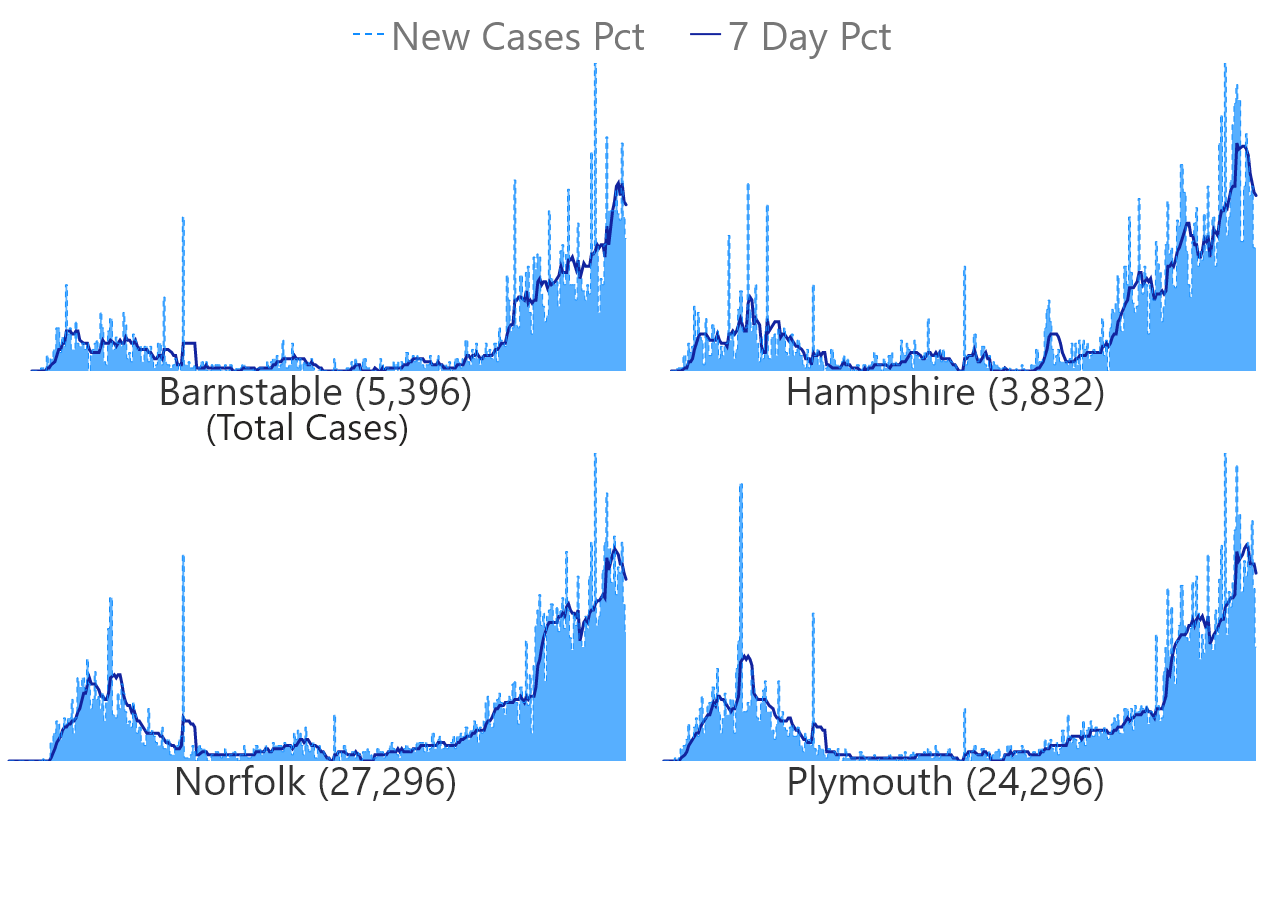 New Cases Pct 7 Day Pct
Barnstable (5,396)
(Total Cases)
Hampshire (3,832)
Norfolk (27,296)
Plymouth (24,296)